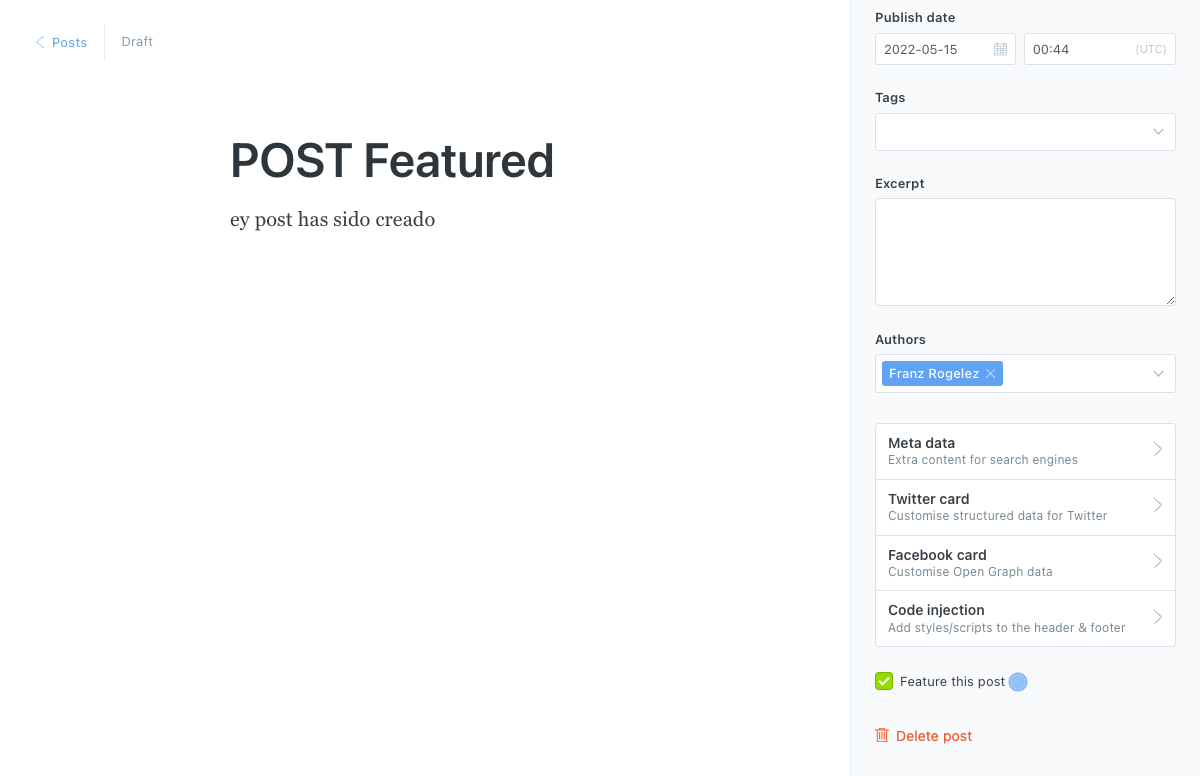 Posts
Draft
POST Featured
ey post has sido creado
Publish date
2022-05-15
00:44 (UTC)
Tags
Excerpt
Authors
Franz Rogelez
Meta data
Extra content for search engines
Twitter card
Customise structured data for Twitter
Facebook card
Customise Open Graph data
Code injection
Add styles/scripts to the header & footer
Feature this post
Delete post